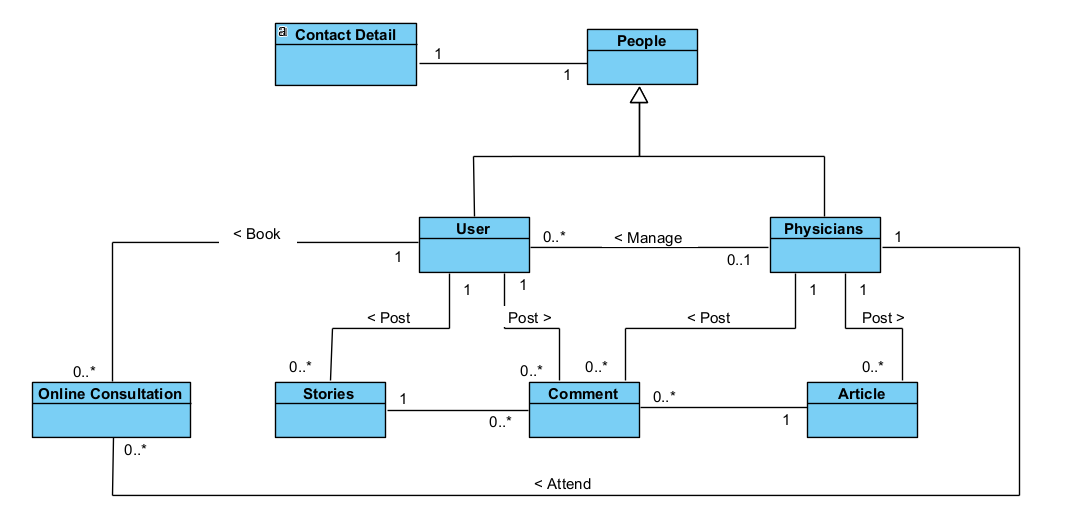 a
Contact Detail
People
1
1
User
Physicians
< Book
0..*
< Manage
1
1
0..1
1
1
1
1
< Post
Post >
< Post
Post >
0..*
0..*
0..*
0..*
0..*
Online Consultation
Stories
Comment
Article
1
0..*
0..*
1
0..*
< Attend